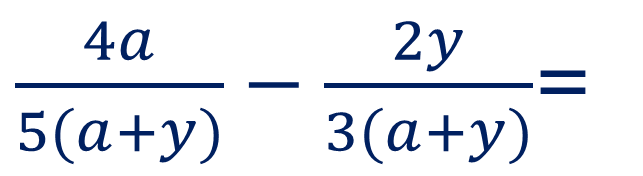 4a/5(a+y) − 2y/3(a+y) =